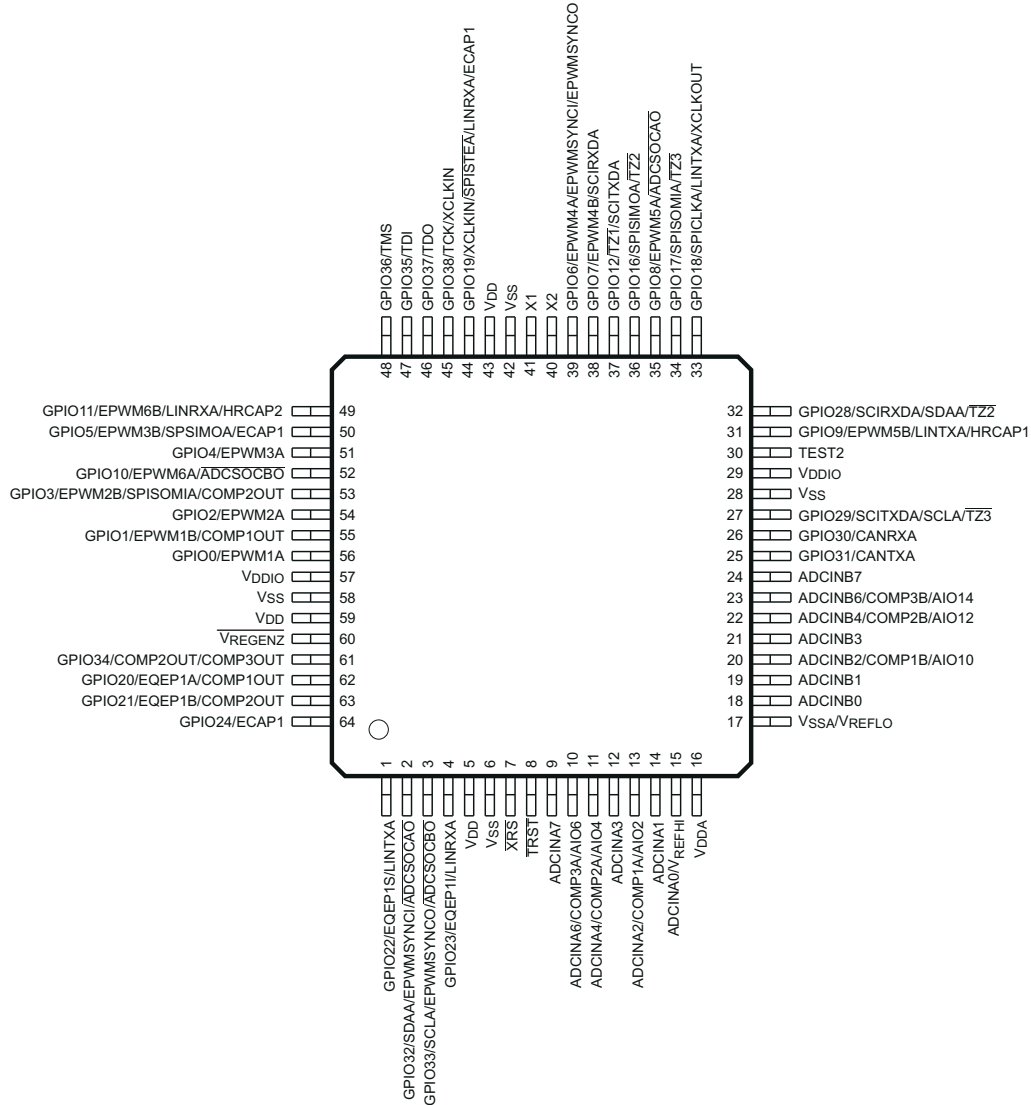 GPIO36/TMS
GPIO35/TDI
GPIO37/TDO
GPIO38/TCK/XCLKIN
GPIO19/XCLKIN/SPISTEA/LINRXA/ECAP1
VDD
VSS
X1
X2
GPIO6/EPWM4A/EPWMSYNCI/EPWMSYNCO
GPIO7/EPWM4B/SCIRXDA
GPIO12/TZ1/SCITXDA
GPIO16/SPISIMOA/TZ2
GPIO8/EPWM5A/ADCSOCAO
GPIO17/SPISOMIA/TZ3
GPIO18/SPICLKA/LINTXA/XCLKOUT
48 47 46 45 44 43 42 41 40 39 38 37 36 35 34 33
GPIO11/EPWM6B/LINRXA/HRCAP2 49
GPIO5/EPWM3B/SPSIMOA/ECAP1 50
GPIO4/EPWM3A 51
GPIO10/EPWM6A/ADCSOCBO 52
GPIO3/EPWM2B/SPISOMIA/COMP2OUT 53
GPIO2/EPWM2A 54
GPIO1/EPWM1B/COMP1OUT 55
GPIO0/EPWM1A 56
VDDIO 57
VSS 58
VDD 59
VREGENZ 60
GPIO34/COMP2OUT/COMP3OUT 61
GPIO20/EQEP1A/COMP1OUT 62
GPIO21/EQEP1B/COMP2OUT 63
GPIO24/ECAP1 64
32 GPIO28/SCIRXDA/SDAA/TZ2
31 GPIO9/EPWM5B/LINTXA/HRCAP1
30 TEST2
29 VDDIO
28 VSS
27 GPIO29/SCITXDA/SCLA/TZ3
26 GPIO30/CANRXA
25 GPIO31/CANTXA
24 ADCINB7
23 ADCINB6/COMP3B/AIO14
22 ADCINB4/COMP2B/AIO12
21 ADCINB3
20 ADCINB2/COMP1B/AIO10
19 ADCINB1
18 ADCINB0
17 VSSA/VREFLO
1 2 3 4 5 6 7 8 9 10 11 12 13 14 15 16
GPIO22/EQEP1S/LINTXA
GPIO32/SDAA/EPWMSYNCI/ADCSOCAO
GPIO33/SCLA/EPWMSYNCO/ADCSOCBO
GPIO23/EQEP1I/LINRXA
VDD
VSS
XRS
TRST
ADCINA7
ADCINA6/COMP3A/AIO6
ADCINA4/COMP2A/AIO4
ADCINA3
ADCINA2/COMP1A/AIO2
ADCINA1
ADCINA0/VREFHI
VDDA